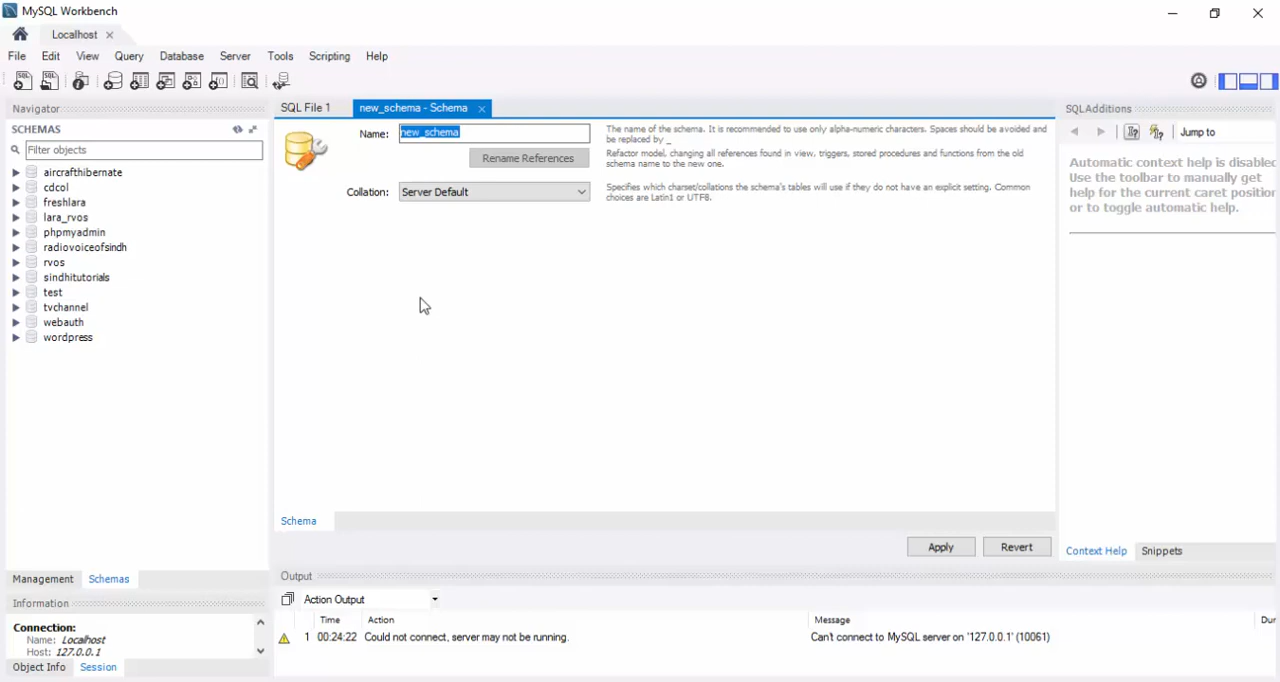 MySQL Workbench
Localhost
File Edit View Query Database Server Tools Scripting Help
Navigator
SCHEMAS
Filter objects
aircrafthibernate
cdcol
freshlara
lara_rvos
phpmyadmin
radiovoiceofsindh
rvos
sindhitutorials
test
tvchannel
webauth
wordpress
Management Schemas
Information
Connection:
Name: Localhost
Host: 127.0.0.1
Object Info Session
SQL File 1 new_schema - Schema
Name: new_schema
The name of the schema. It is recommended to use only alpha-numeric characters. Spaces should be avoided and
be replaced by _
Rename References
Refactor model, changing all references found in view, triggers, stored procedures and functions from the old
schema name to the new one.
Collation: Server Default
Specifies which charset/collations the schema's tables will use if they do not have an explicit setting. Common
choices are Latin1 or UTF8.
Schema
Apply Revert
Output
Action Output
Time Action Message Dur
1 00:24:22 Could not connect, server may not be running. Can't connect to MySQL server on '127.0.0.1' (10061)
SQLAdditions
Jump to
Automatic context help is disabled
Use the toolbar to manually get
help for the current caret position
or to toggle automatic help.
Context Help Snippets